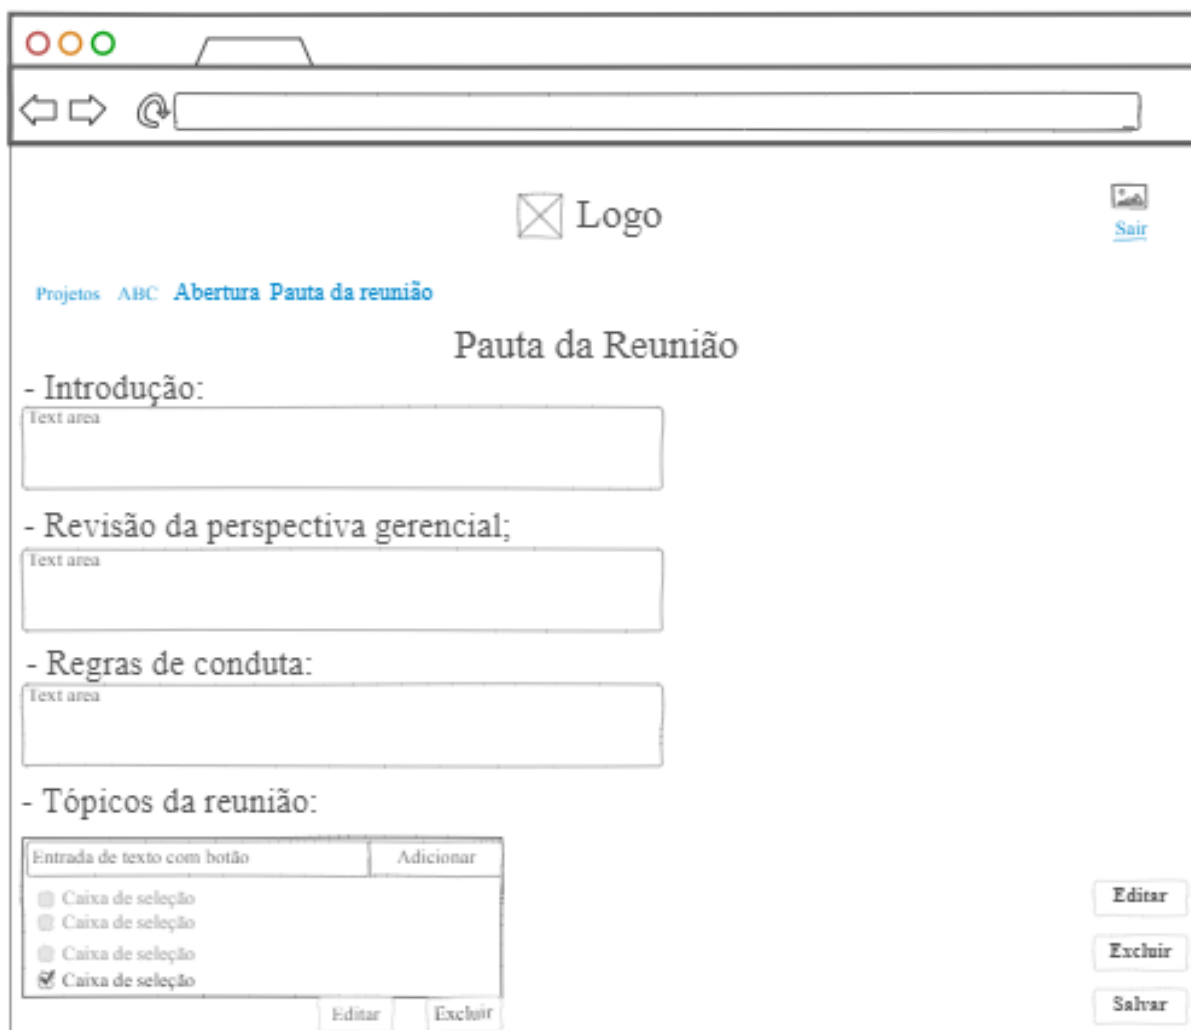 Logo
Sair
Projetos ABC Abertura Pauta da reunião
Pauta da Reunião
- Introdução:
Text area
- Revisão da perspectiva gerencial;
Text area
- Regras de conduta:
Text area
- Tópicos da reunião:
Entrada de texto com botão Adicionar
Caixa de seleção
Caixa de seleção
Caixa de seleção
Caixa de seleção
Editar Excluir
Editar
Excluir
Salvar